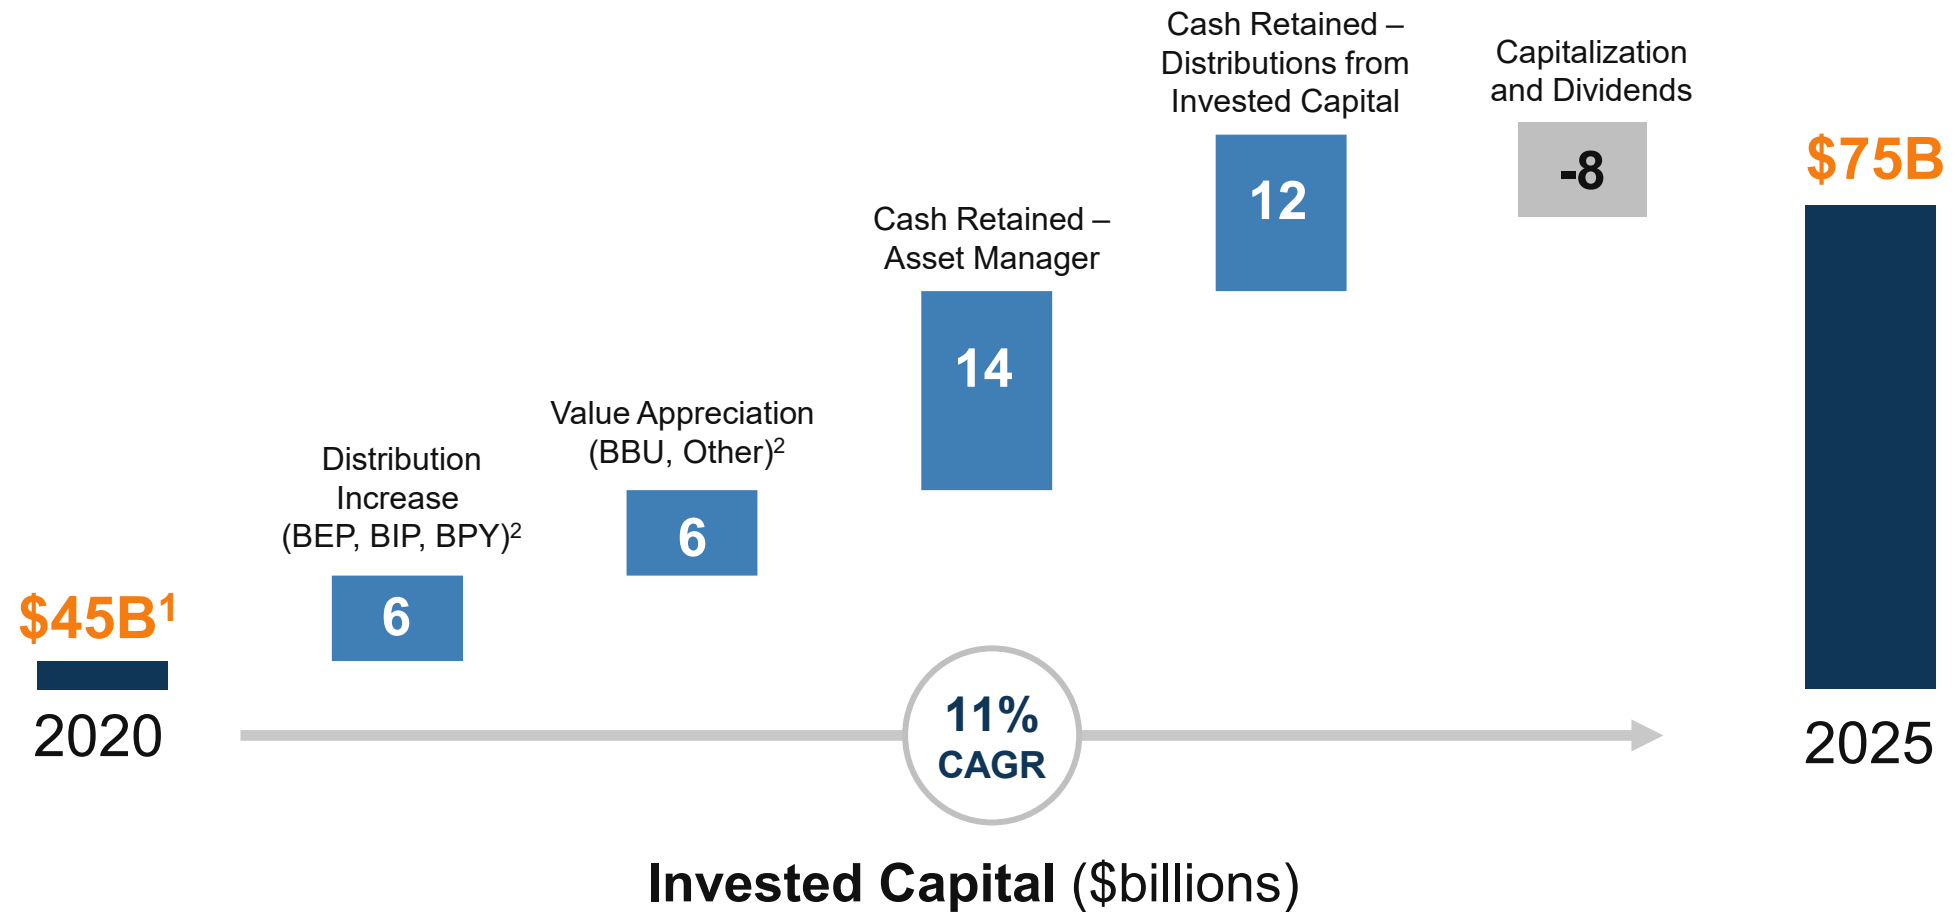 $45B1
2020
Distribution
Increase
(BEP, BIP, BPY)2
6
Value Appreciation
(BBU, Other)2
6
Cash Retained –
Asset Manager
14
Cash Retained –
Distributions from
Invested Capital
12
Capitalization
and Dividends
-8
$75B
2025
11%
CAGR
Invested Capital ($billions)